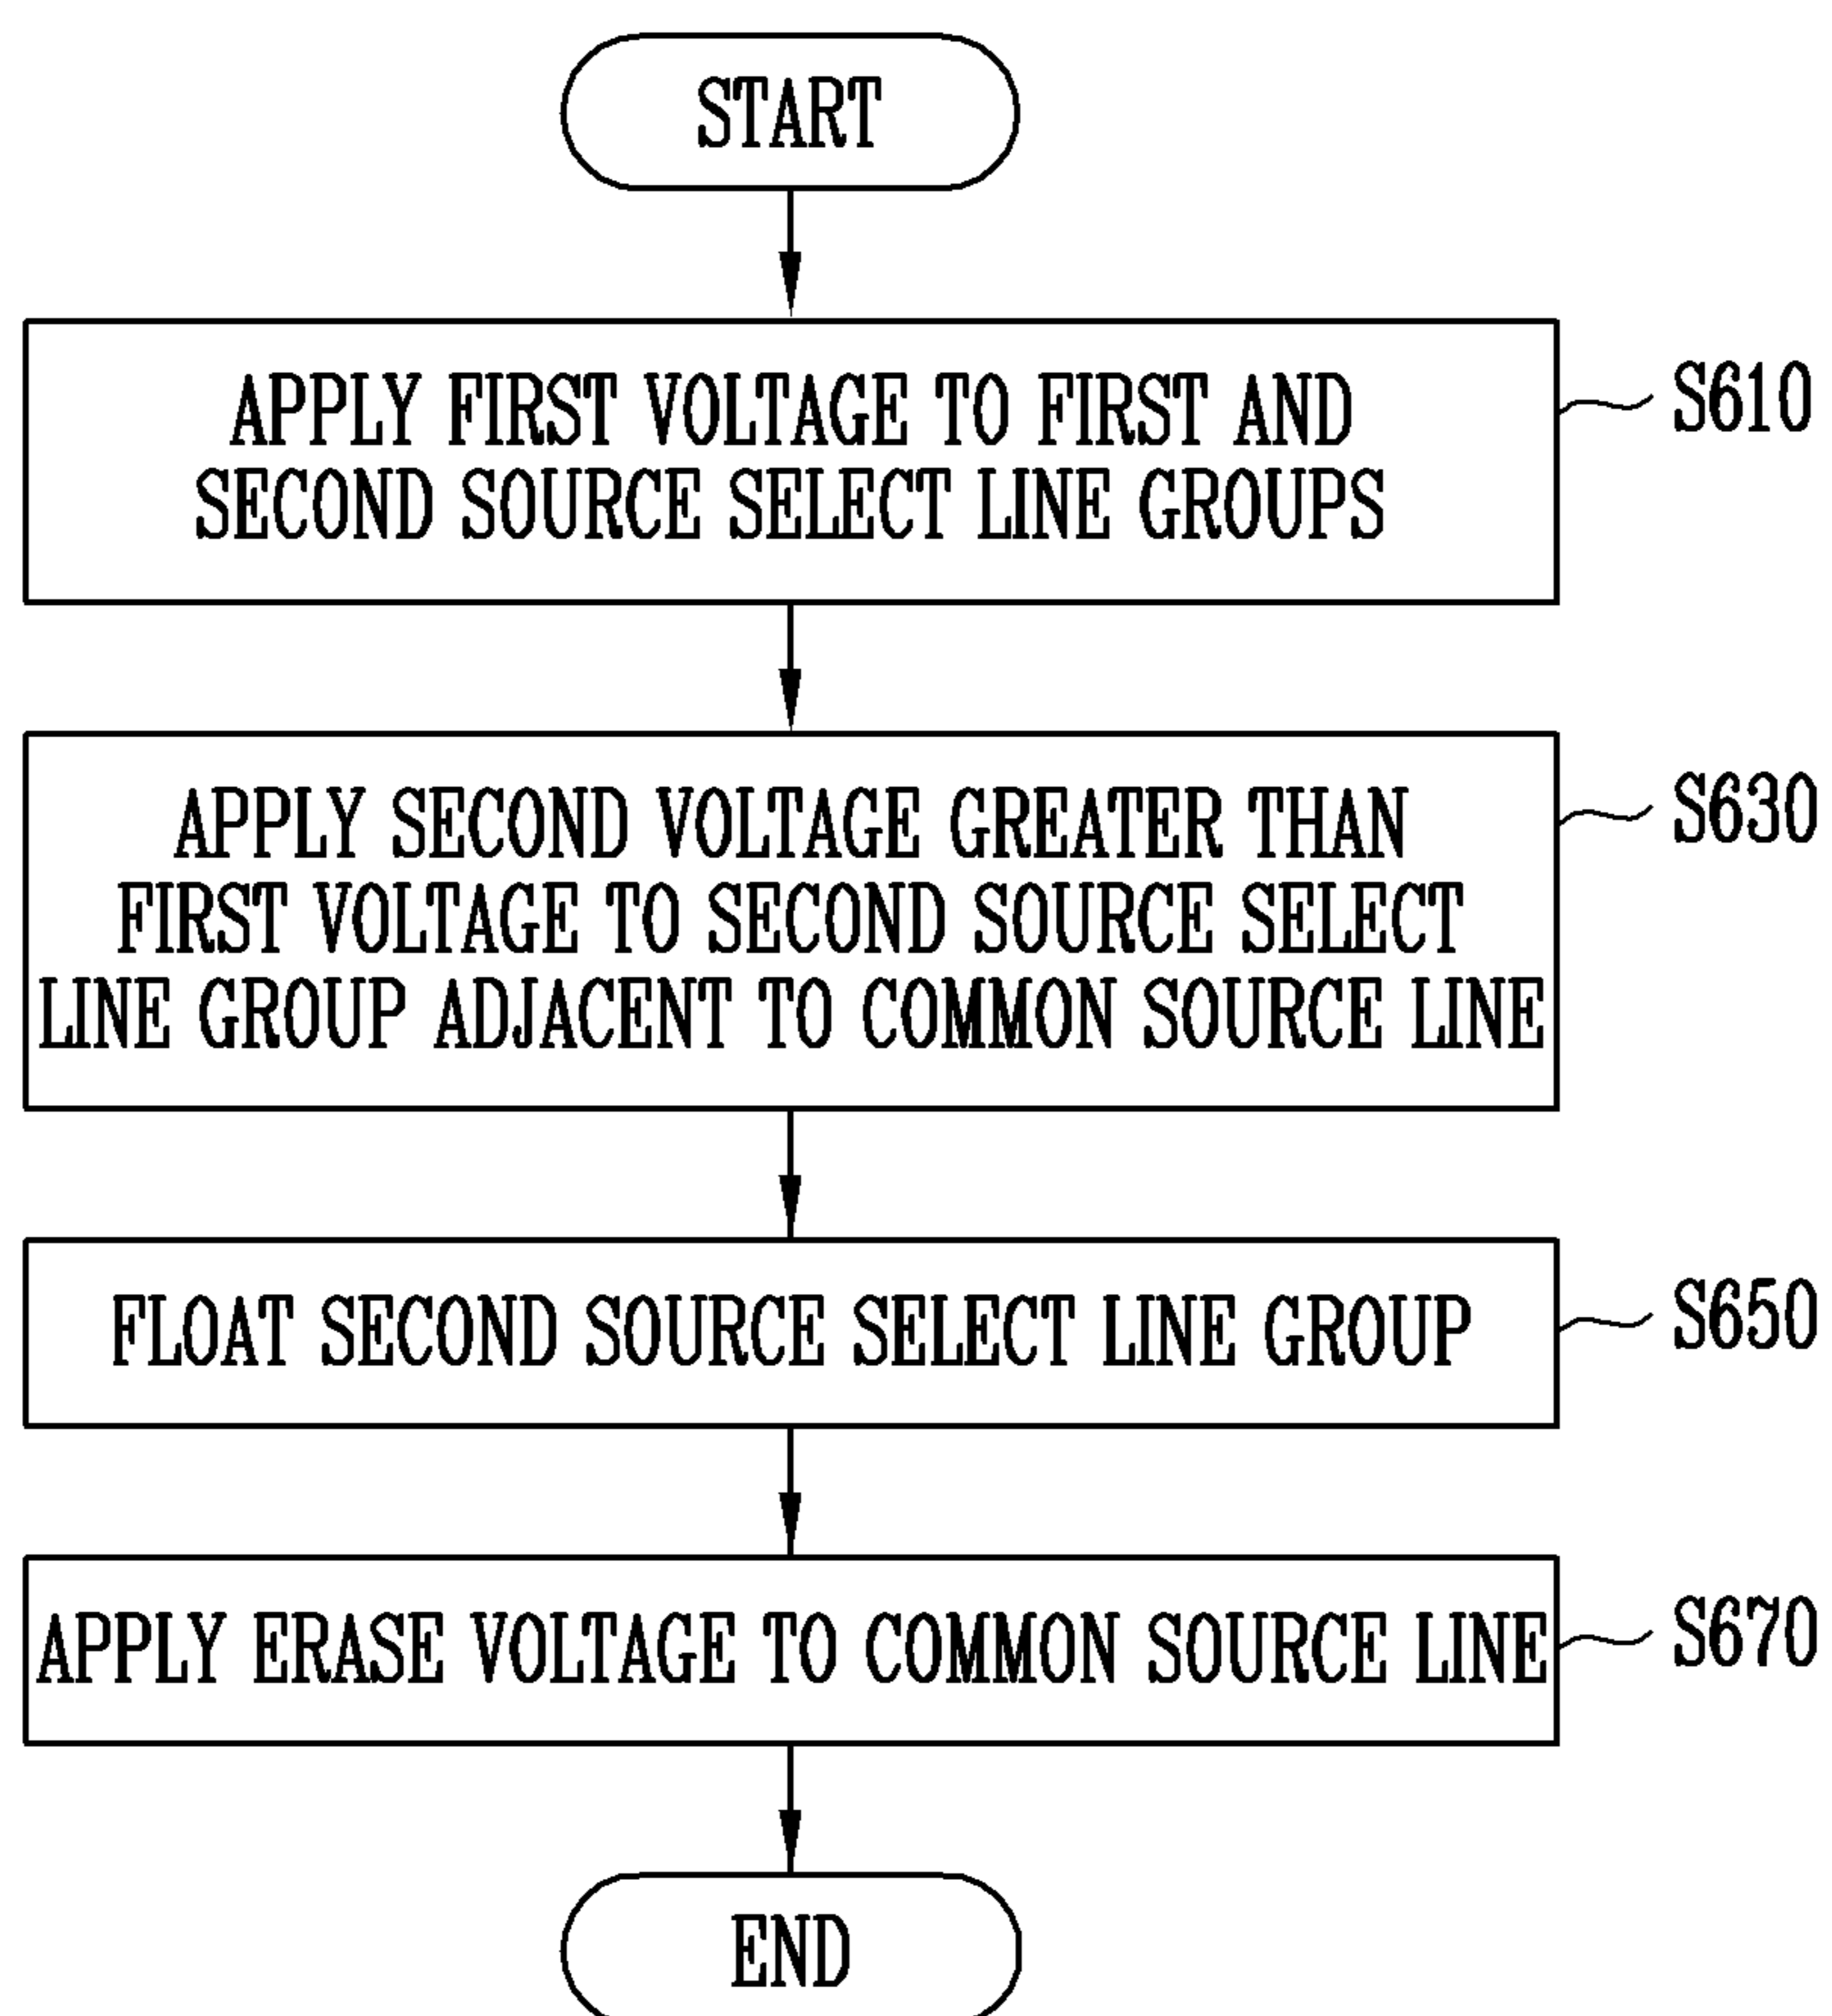 START
APPLY FIRST VOLTAGE TO FIRST AND
SECOND SOURCE SELECT LINE GROUPS
S610
APPLY SECOND VOLTAGE GREATER THAN
FIRST VOLTAGE TO SECOND SOURCE SELECT
LINE GROUP ADJACENT TO COMMON SOURCE LINE
S630
FLOAT SECOND SOURCE SELECT LINE GROUP
S650
APPLY ERASE VOLTAGE TO COMMON SOURCE LINE
S670
END